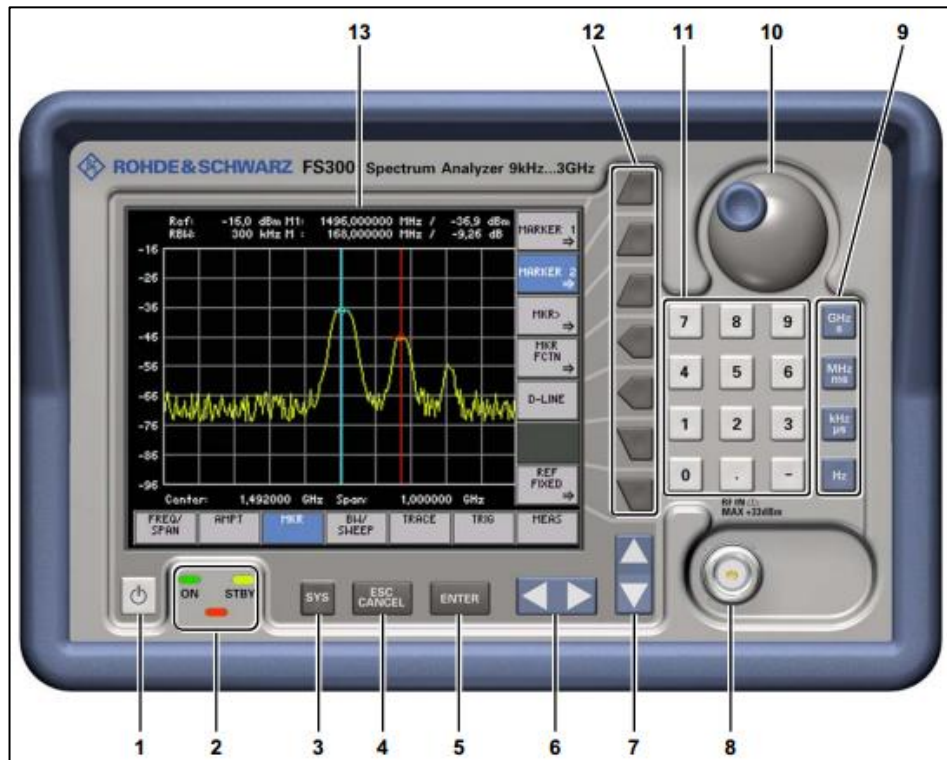 13 12 10 11 9
ROHDE&SCHWARZ FS300 Spectrum Analyzer 9kHz...3GHz
Ref: -16,0 dBm M1: 1496,000000 MHz / -36,9 dBm
RBW: 300 kHz M : 168,000000 MHz / -9,26 dB
-16
-26
-36
-46
-56
-66
-76
-86
-96
Center: 1,492000 GHz Span: 1,000000 GHz
MARKER 1
MARKER 2
MKR>
MKR
FCTN
D-LINE
REF
FIXED
FREQ/
SPAN
AMPT
MKR
BW/
SWEEP
TRACE
TRIG
MEAS
7 8 9 GHz
s
4 5 6 MHz
ms
1 2 3 kHz
µs
0 . - Hz
RF IN
MAX +33dBm
ON STBY
SYS
ESC
CANCEL
ENTER
1 2 3 4 5 6 7 8